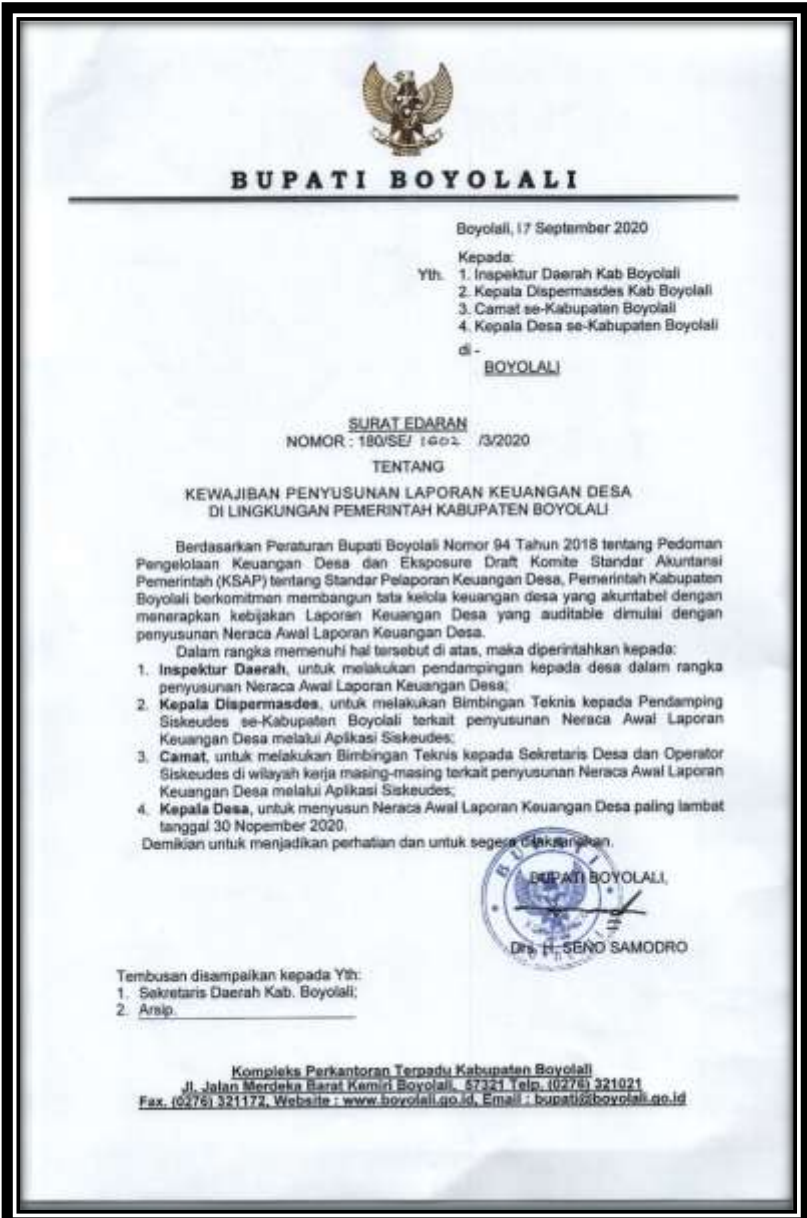 BUPATI BOYOLALI
Boyolali, 17 September 2020
Kepada:
Yth. 1. Inspektur Daerah Kab Boyolali
2. Kepala Dispermasdes Kab Boyolali
3. Camat se-Kabupaten Boyolali
4. Kepala Desa se-Kabupaten Boyolali
di -
BOYOLALI
SURAT EDARAN
NOMOR : 180/SE/ 1602 /3/2020
TENTANG
KEWAJIBAN PENYUSUNAN LAPORAN KEUANGAN DESA
DI LINGKUNGAN PEMERINTAH KABUPATEN BOYOLALI
Berdasarkan Peraturan Bupati Boyolali Nomor 94 Tahun 2018 tentang Pedoman
Pengelolaan Keuangan Desa dan Eksposure Draft Komite Standar Akuntansi
Pemerintah (KSAP) tentang Standar Pelaporan Keuangan Desa, Pemerintah Kabupaten
Boyolali berkomitmen membangun tata kelola keuangan desa yang akuntabel dengan
menerapkan kebijakan Laporan Keuangan Desa yang auditable dimulai dengan
penyusunan Neraca Awal Laporan Keuangan Desa.
Dalam rangka memenuhi hal tersebut di atas, maka diperintahkan kepada:
1. Inspektur Daerah, untuk melakukan pendampingan kepada desa dalam rangka
penyusunan Neraca Awal Laporan Keuangan Desa;
2. Kepala Dispermasdes, untuk melakukan Bimbingan Teknis kepada Pendamping
Siskeudes se-Kabupaten Boyolali terkait penyusunan Neraca Awal Laporan
Keuangan Desa melalui Aplikasi Siskeudes;
3. Camat, untuk melakukan Bimbingan Teknis kepada Sekretaris Desa dan Operator
Siskeudes di wilayah kerja masing-masing terkait penyusunan Neraca Awal Laporan
Keuangan Desa melalui Aplikasi Siskeudes;
4. Kepala Desa, untuk menyusun Neraca Awal Laporan Keuangan Desa paling lambat
tanggal 30 Nopember 2020.
Demikian untuk menjadikan perhatian dan untuk segera dilaksanakan.
BUPATI BOYOLALI,
BUPATI
Drs. H. SENO SAMODRO
Tembusan disampaikan kepada Yth:
1. Sekretaris Daerah Kab. Boyolali;
2. Arsip.
Kompleks Perkantoran Terpadu Kabupaten Boyolali
Jl. Jalan Merdeka Barat Kemiri Boyolali, 57321 Telp. (0276) 321021
Fax. (0276) 321172, Website : www.boyolali.go.id, Email : bupati@boyolali.go.id